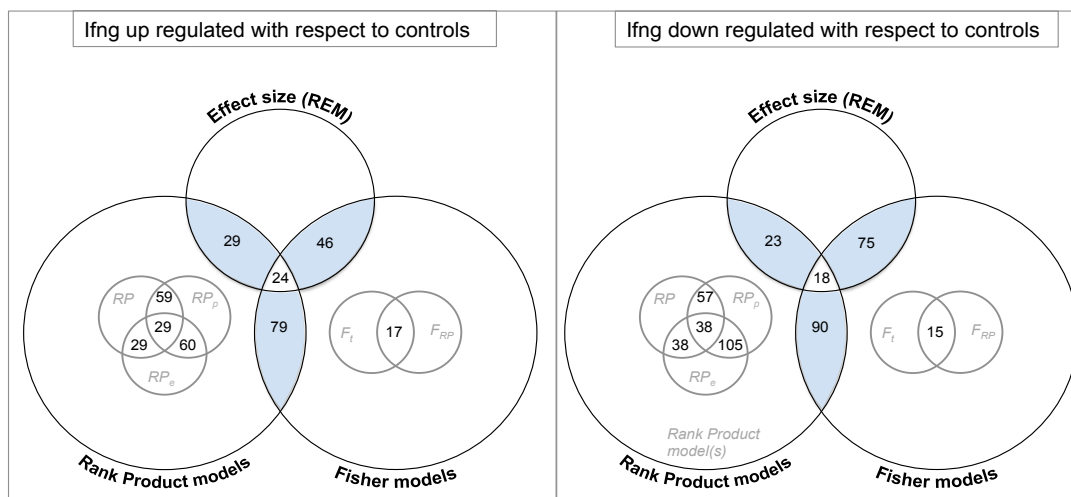 Ifng up regulated with respect to controls
Effect size (REM)
29
46
24
79
RP
59
RPp
29
29
60
RPe
Ft
17
FRP
Rank Product models
Fisher models
Ifng down regulated with respect to controls
Effect size (REM)
23
75
18
90
RP
57
RPp
38
38
105
RPe
Ft
15
FRP
Rank Product
model(s)
Rank Product models
Fisher models